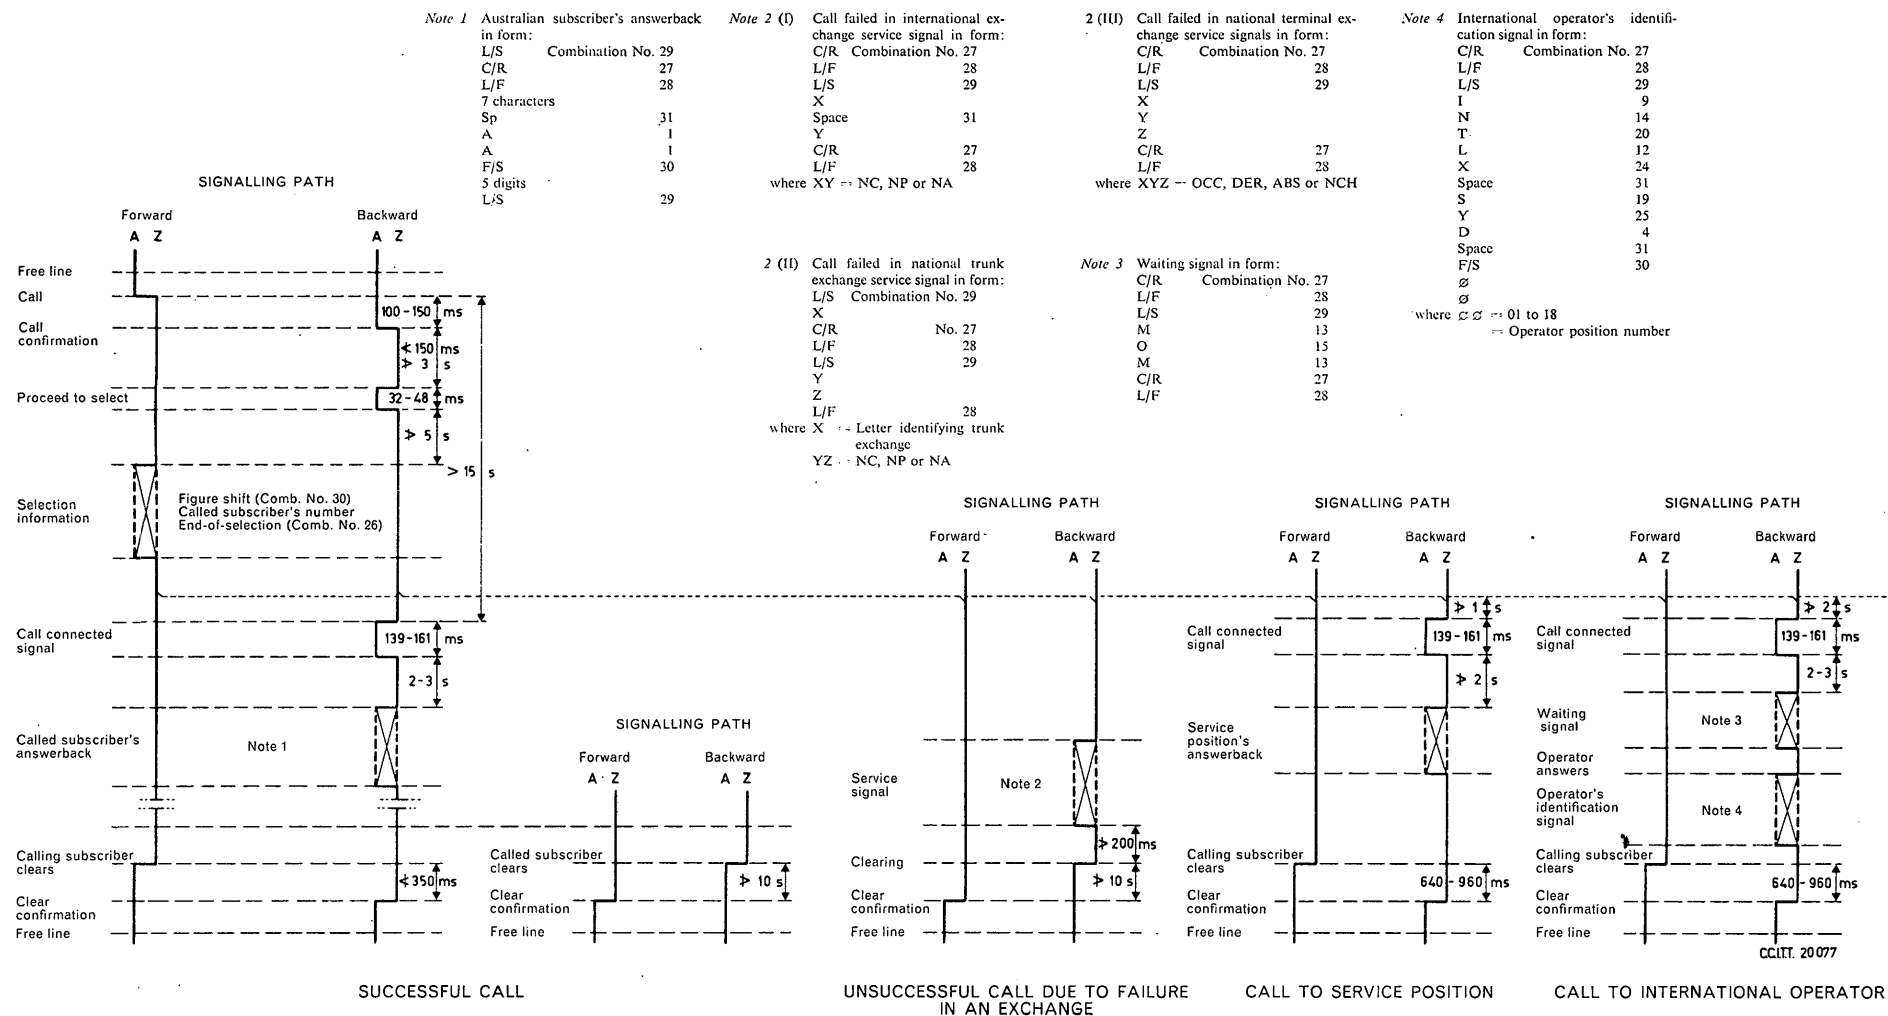 Note 1 Australian subscriber's answerback
in form:
L/S Combination No. 29
C/R 27
L/F 28
7 characters
Sp 31
A 1
A 1
F/S 30
5 digits
L/S 29
Note 2 (I) Call failed in international ex-
change service signal in form:
C/R Combination No. 27
L/F 28
L/S 29
X
Space 31
Y
C/R 27
L/F 28
where XY = NC, NP or NA
2 (III) Call failed in national terminal ex-
change service signals in form:
C/R Combination No. 27
L/F 28
L/S 29
X
Y
Z
C/R 27
L/F 28
where XYZ = OCC, DER, ABS or NCH
Note 4 International operator's identifi-
cation signal in form:
C/R Combination No. 27
L/F 28
L/S 29
I 9
N 14
T 20
L 12
X 24
Space 31
S 19
Y 25
D 4
Space 31
F/S 30
∅
∅
where ∅ ∅ = 01 to 18
= Operator position number
2 (II) Call failed in national trunk
exchange service signal in form:
L/S Combination No. 29
X
C/R No. 27
L/F 28
L/S 29
Y
Z
L/F 28
where X = Letter identifying trunk
exchange
YZ = NC, NP or NA
Note 3 Waiting signal in form:
C/R Combination No. 27
L/F 28
L/S 29
M 13
O 15
M 13
C/R 27
L/F 28
SIGNALLING PATH
Forward Backward
A Z A Z
Free line
Call
100-150 ms
Call
confirmation
≮ 150 ms
≯ 3 s
Proceed to select
32-48 ms
≯ 5 s
> 15 s
Selection
information
Figure shift (Comb. No. 30)
Called subscriber's number
End-of-selection (Comb. No. 26)
Call connected
signal
139-161 ms
2-3 s
Called subscriber's
answerback
Note 1
Calling subscriber
clears
≮ 350 ms
Clear
confirmation
Free line
SIGNALLING PATH
Forward Backward
A Z A Z
Called subscriber
clears
≯ 10 s
Clear
confirmation
Free line
SUCCESSFUL CALL
SIGNALLING PATH
Forward Backward
A Z A Z
Service
signal
Note 2
≯ 200 ms
Clearing
≯ 10 s
Clear
confirmation
Free line
UNSUCCESSFUL CALL DUE TO FAILURE
IN AN EXCHANGE
SIGNALLING PATH
Forward Backward
A Z A Z
≯ 1 s
Call connected
signal
139-161 ms
≯ 2 s
Service
position's
answerback
Calling subscriber
clears
640-960 ms
Clear
confirmation
Free line
CALL TO SERVICE POSITION
SIGNALLING PATH
Forward Backward
A Z A Z
≯ 2 s
Call connected
signal
139-161 ms
2-3 s
Waiting
signal
Note 3
Operator
answers
Operator's
identification
signal
Note 4
Calling subscriber
clears
640-960 ms
Clear
confirmation
Free line
C.C.I.T.T. 20077
CALL TO INTERNATIONAL OPERATOR